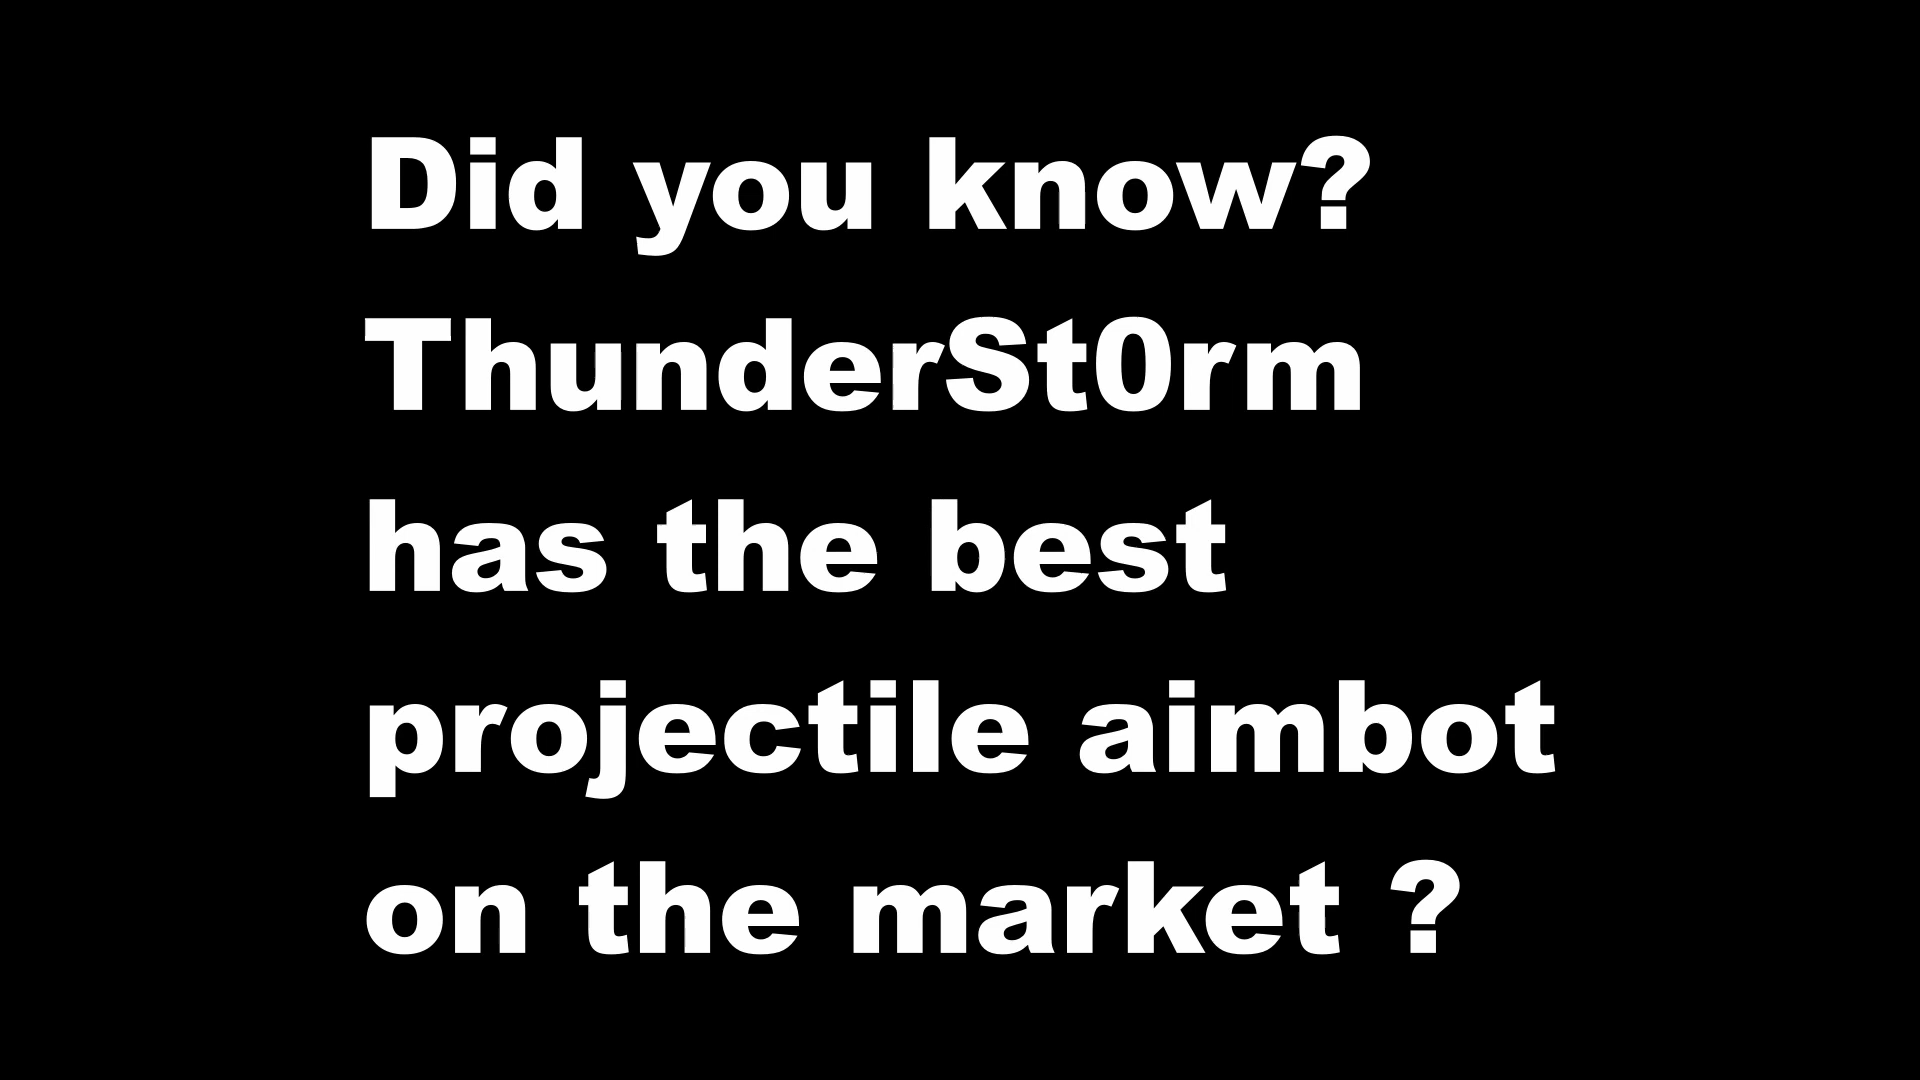 Did you know?
ThunderSt0rm
has the best
projectile aimbot
on the market ?